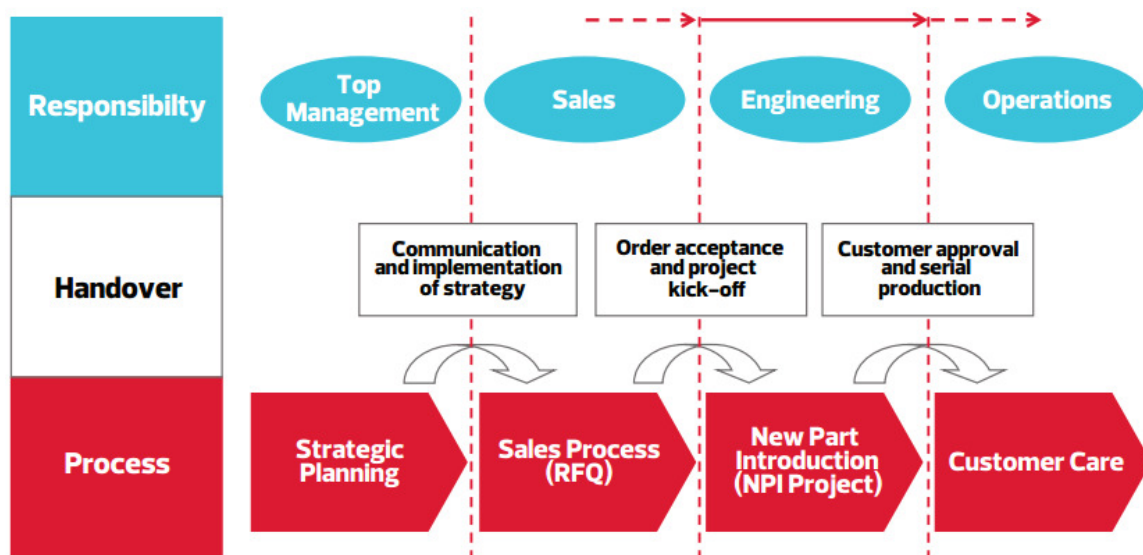 Responsibilty
Top
Management
Sales
Engineering
Operations
Handover
Communication
and implementation
of strategy
Order acceptance
and project
kick-off
Customer approval
and serial
production
Process
Strategic
Planning
Sales Process
(RFQ)
New Part
Introduction
(NPI Project)
Customer Care